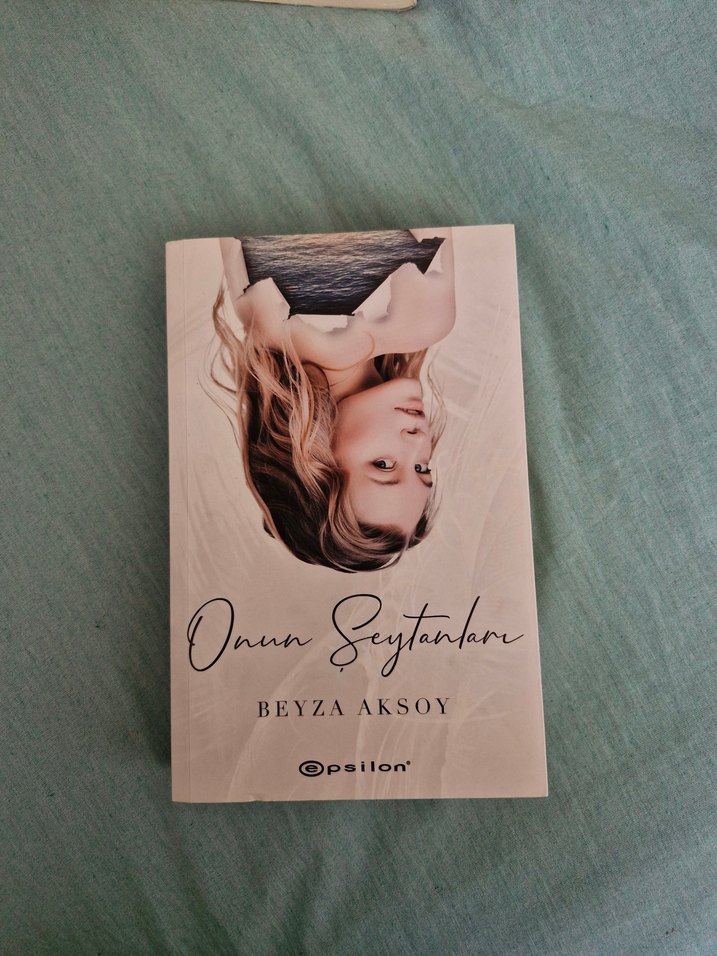 Onun Şeytanları
BEYZA AKSOY
epsilon®